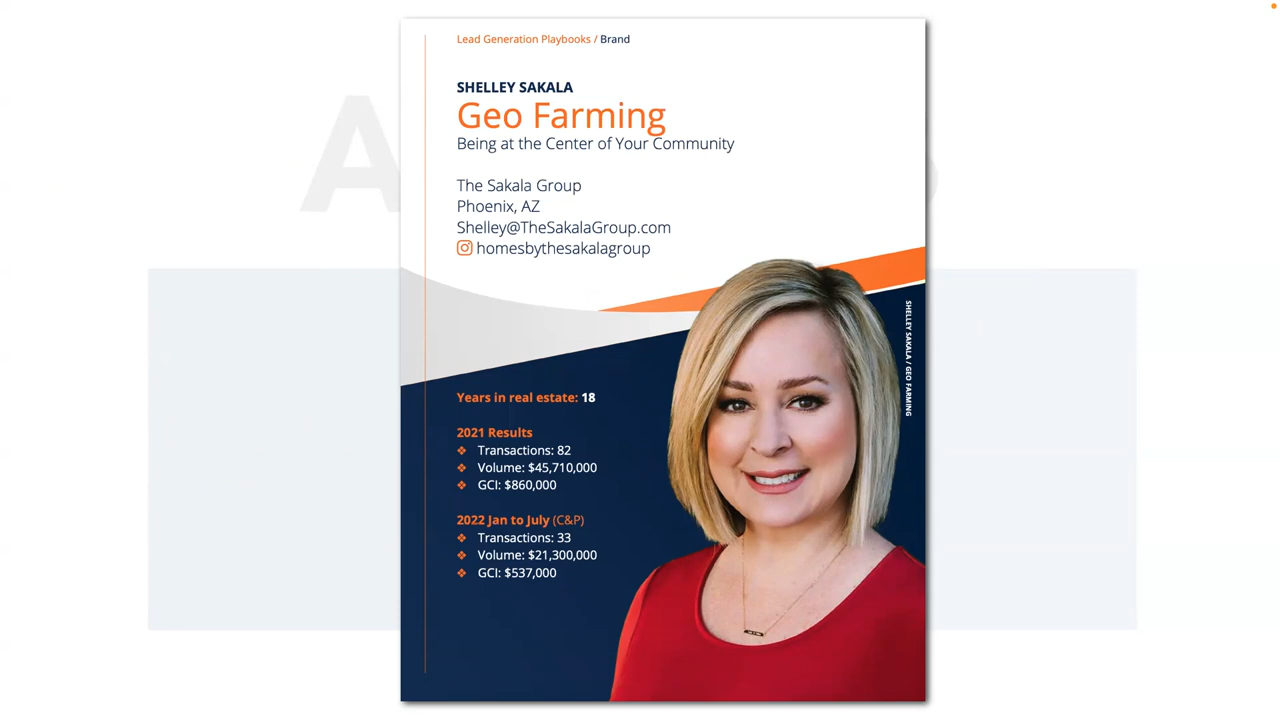 Lead Generation Playbooks / Brand
SHELLEY SAKALA
Geo Farming
Being at the Center of Your Community
The Sakala Group
Phoenix, AZ
Shelley@TheSakalaGroup.com
homesbythesakalagroup
SHELLEY SAKALA / GEO FARMING
Years in real estate: 18
2021 Results
❖ Transactions: 82
❖ Volume: $45,710,000
❖ GCI: $860,000
2022 Jan to July (C&P)
❖ Transactions: 33
❖ Volume: $21,300,000
❖ GCI: $537,000